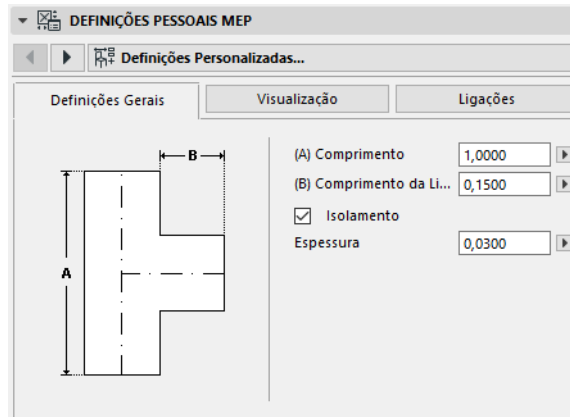 DEFINIÇÕES PESSOAIS MEP
Definições Personalizadas...
Definições Gerais
Visualização
Ligações
B
A
(A) Comprimento 1,0000
(B) Comprimento da Li... 0,1500
Isolamento
Espessura 0,0300